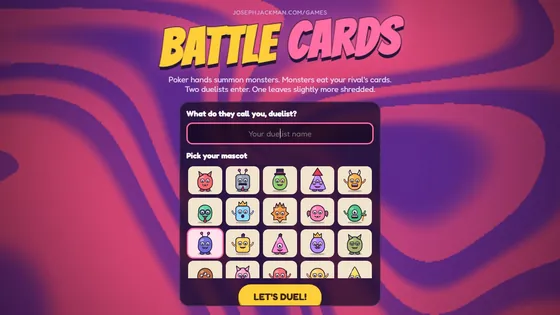 JOSEPHJACKMAN.COM/GAMES
BATTLE CARDS
Poker hands summon monsters. Monsters eat your rival's cards.
Two duelists enter. One leaves slightly more shredded.
What do they call you, duelist?
Your duelist name
Pick your mascot
LET'S DUEL!